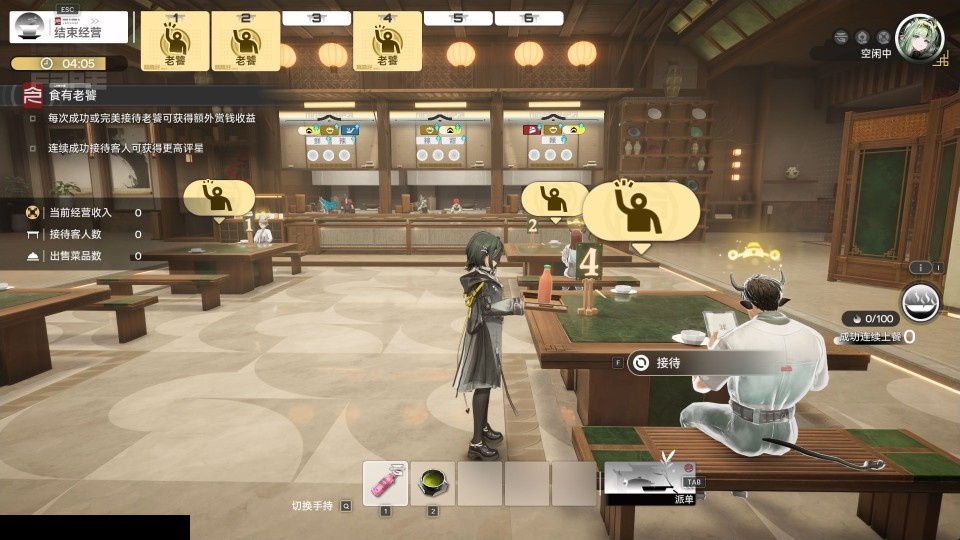 ESC
结束经营
04:05
1
老饕
2
老饕
3
4
老饕
5
6
空闲中
食有老饕
每次成功或完美接待老饕可获得额外赏钱收益
连续成功接待客人可获得更高评星
当前经营收入 0
接待客人数 0
出售菜品数 0
1
2
4
0/100
成功连续上餐 0
F 接待
切换手持 Q
1
2
TAB
派单